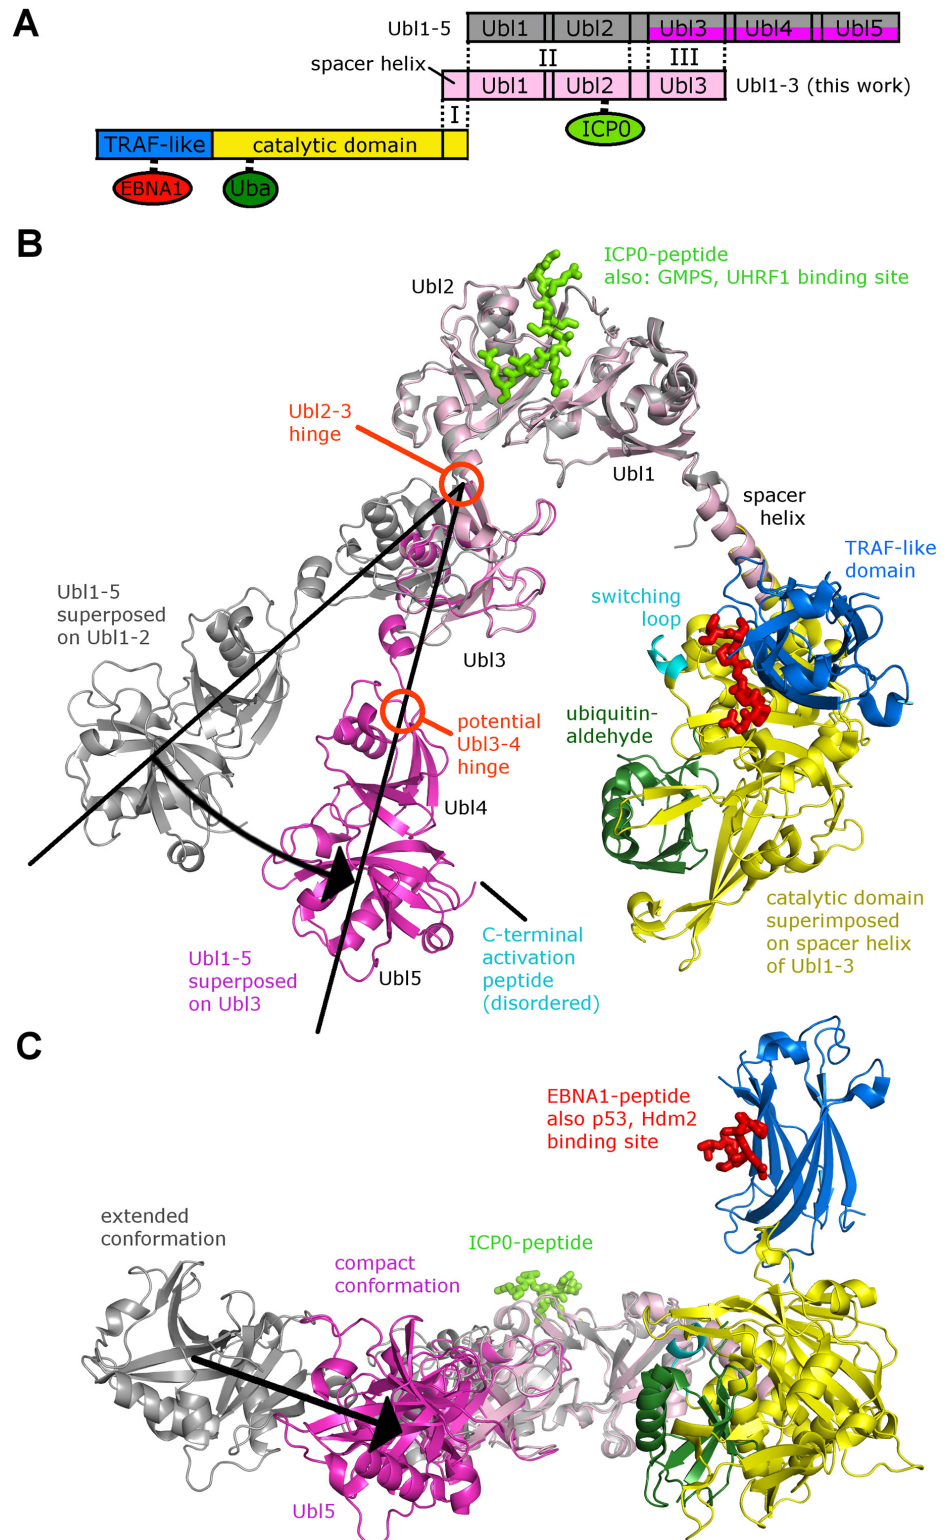 A
Ubl1-5
Ubl1
Ubl2
Ubl3
Ubl4
Ubl5
spacer helix
II
III
Ubl1
Ubl2
Ubl3
Ubl1-3 (this work)
I
ICP0
TRAF-like
catalytic domain
EBNA1
Uba
B
ICP0-peptide
also: GMPS, UHRF1 binding site
Ubl2
Ubl2-3
hinge
Ubl1
spacer
helix
TRAF-like
domain
Ubl1-5
superposed
on Ubl1-2
switching
loop
Ubl3
potential
Ubl3-4
hinge
ubiquitin-
aldehyde
Ubl4
catalytic domain
superimposed
on spacer helix
of Ubl1-3
C-terminal
activation
peptide
(disordered)
Ubl1-5
superposed
on Ubl3
Ubl5
C
EBNA1-peptide
also p53, Hdm2
binding site
extended
conformation
compact
conformation
ICP0-peptide
Ubl5